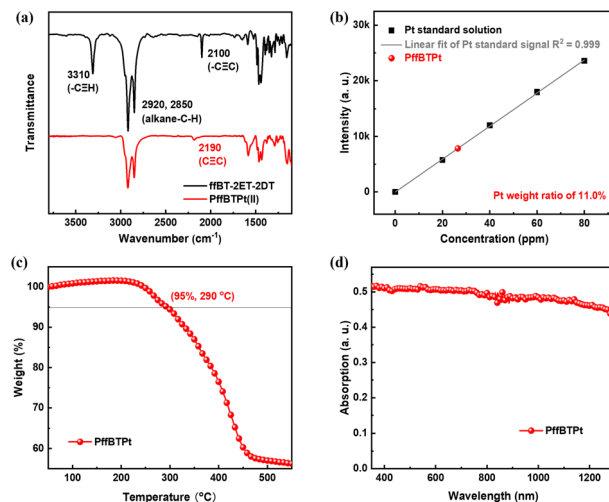 (a)
2100
(-CΞC)
3310
(-CΞH)
2920, 2850
(alkane-C-H)
2190
(CΞC)
ffBT-2ET-2DT
PffBTPt(II)
Transmittance
3500 3000 2500 2000 1500
Wavenumber (cm⁻¹)
(b)
Pt standard solution
Linear fit of Pt standard signal R² = 0.999
PffBTPt
30k
20k
10k
0
Intensity (a. u.)
Pt weight ratio of 11.0%
0 20 40 60 80
Concentration (ppm)
(c)
(95%, 290 °C)
100
90
80
70
60
Weight (%)
PffBTPt
100 200 300 400 500
Temperature (°C)
(d)
0.5
0.4
0.3
0.2
0.1
0.0
Absorption (a. u.)
PffBTPt
400 600 800 1000 1200
Wavelength (nm)